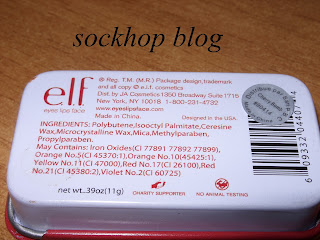 sockhop blog
elf
eyes lips face
® Reg. T.M. (M.R.) Package design, trademark
and all copy © e.l.f. cosmetics
Dist. by JA Cosmetics 1350 Broadway Suite 1715
New York, NY 10018 1-800-231-4732
www.eyeslipsface.com
Made in China. Designed in the USA.
INGREDIENTS: Polybutene, Isoctyl Palmitate, Ceresine
Wax, Microcrystalline Wax, Mica, Methylparaben,
Propylparaben.
May Contains: Iron Oxides(CI 77891 77892 77899),
Orange No.5(CI 45370:1), Orange No.10(45425:1),
Yellow No.11(CI 47000), Red No.17(CI 26100), Red
No.21(CI 45380:2), Violet No.2(CI 60725)
net wt. .39oz(11g)
CHARITY SUPPORTER
NO ANIMAL TESTING